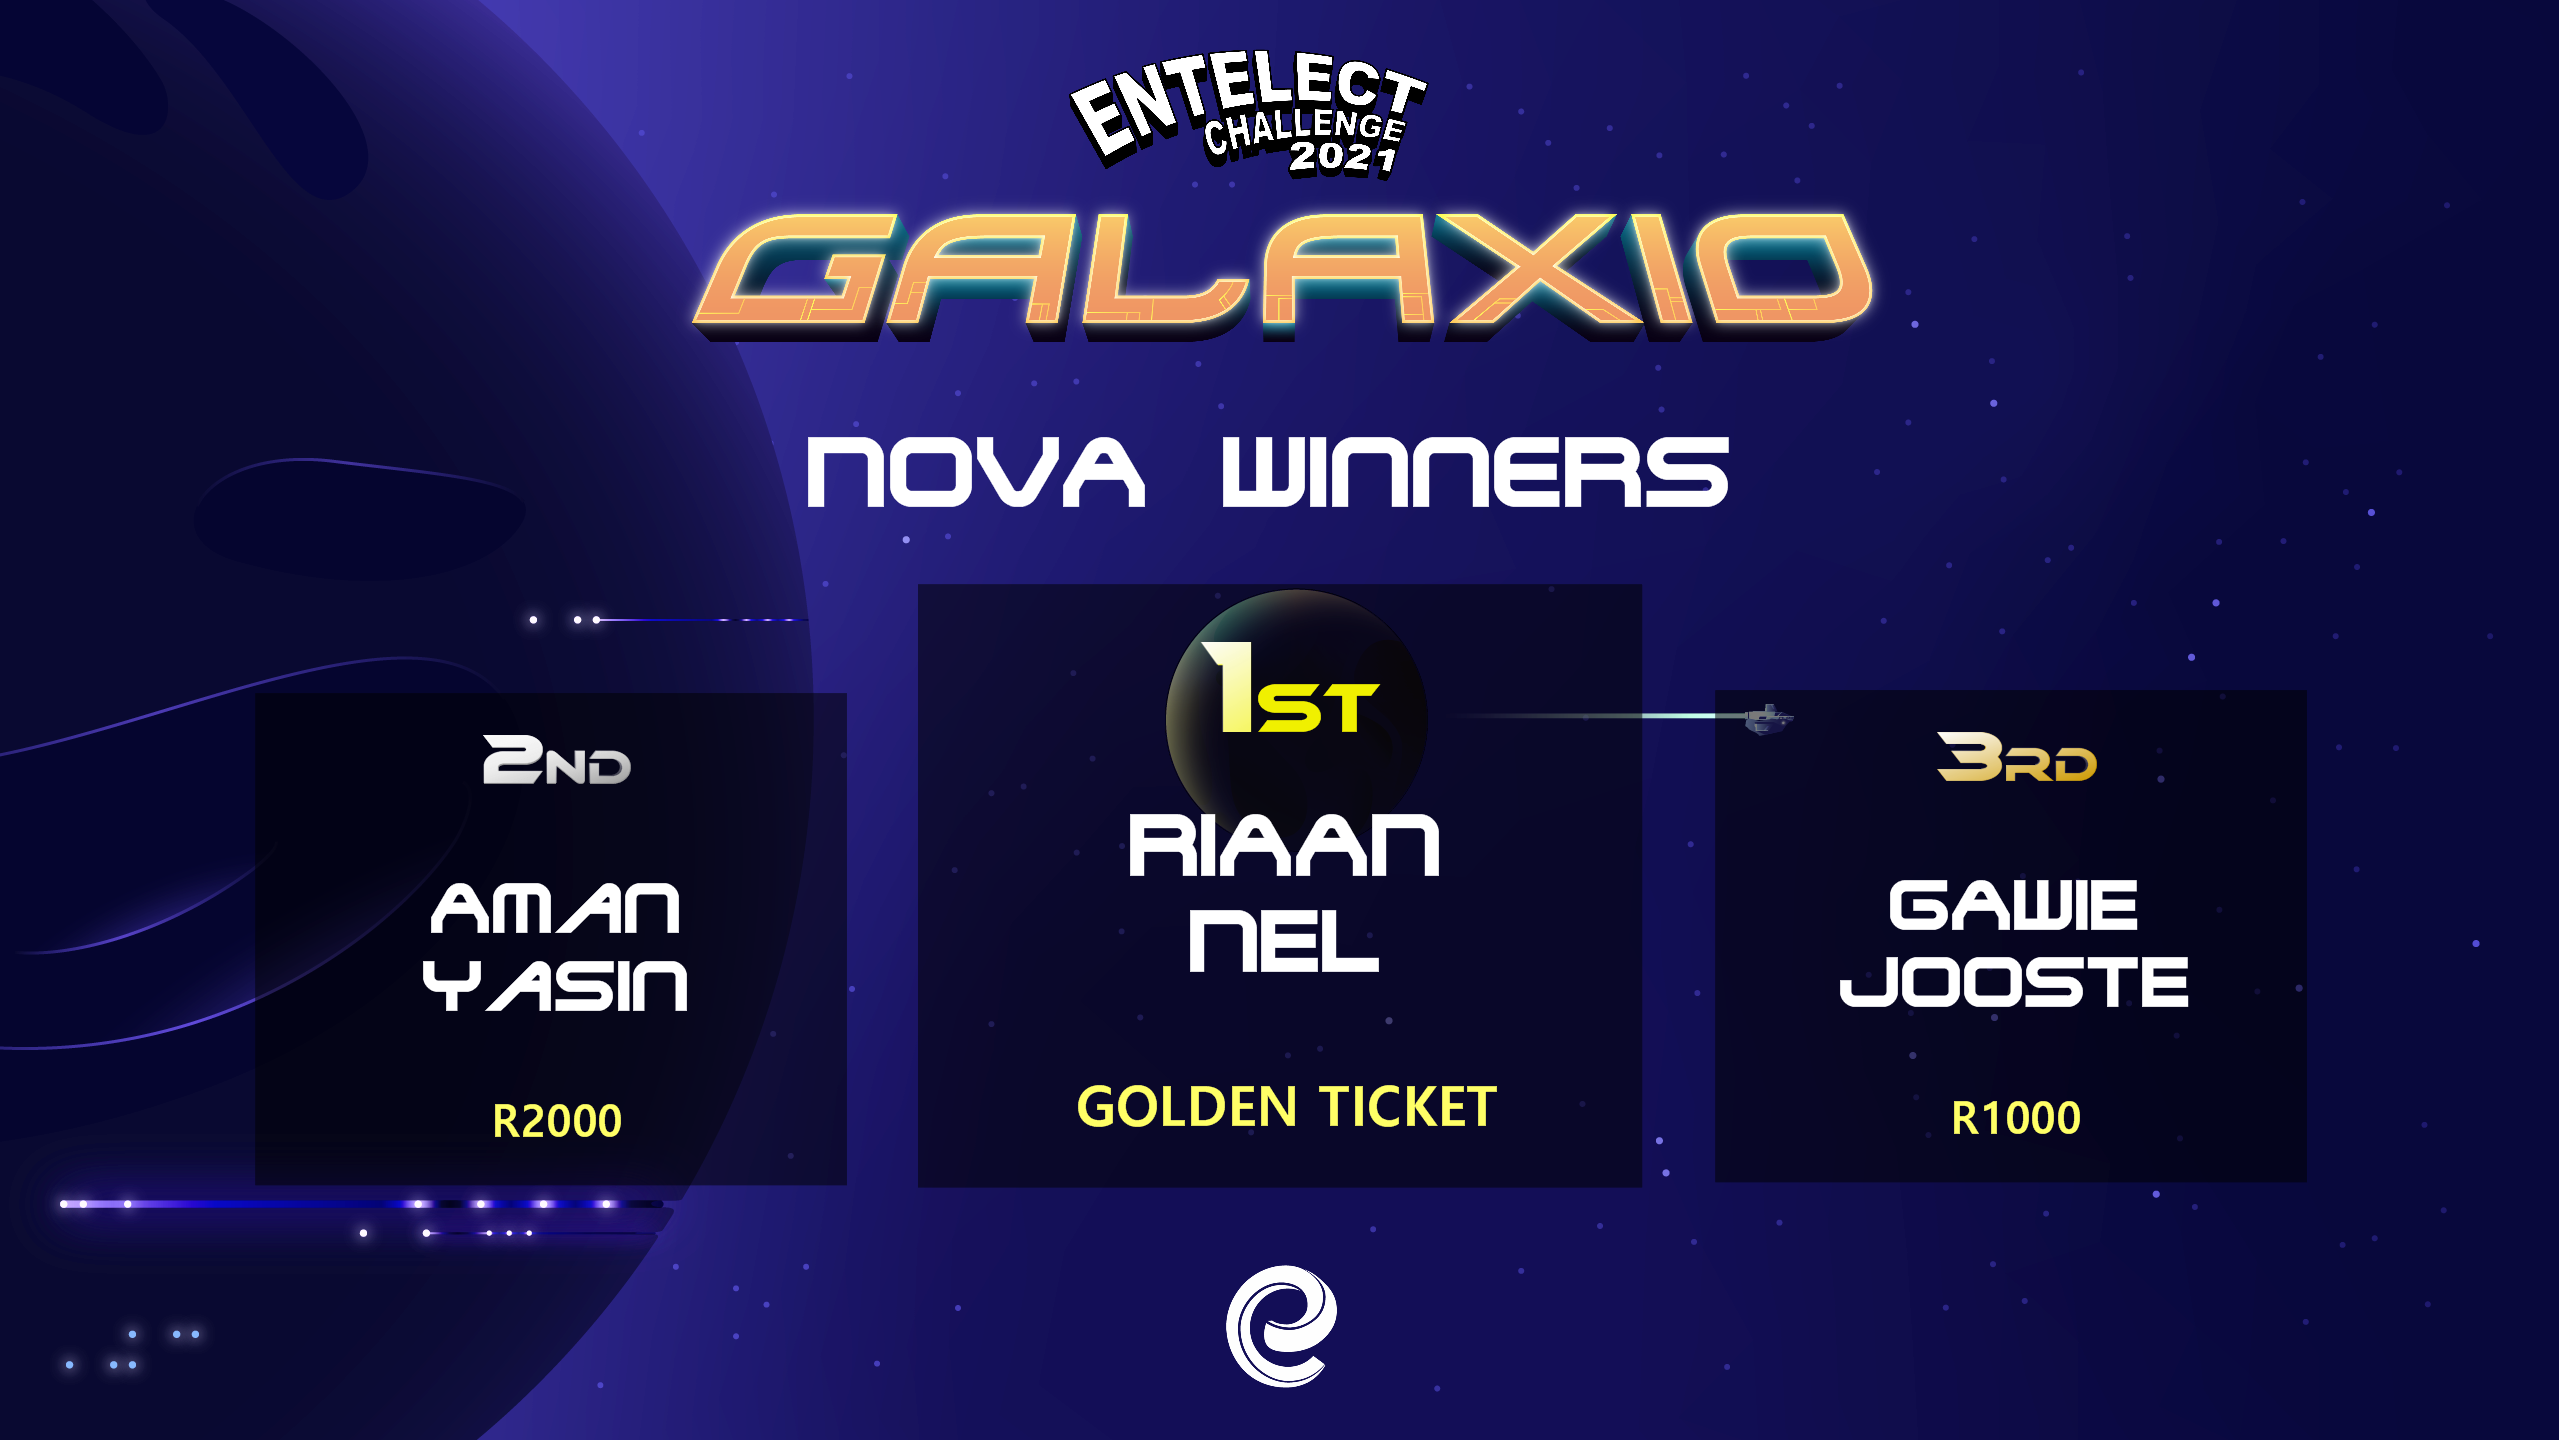 ENTELECT
CHALLENGE
2021
GALAXIO
NOVA WINNERS
1ST
RIAAN
NEL
GOLDEN TICKET
2ND
AMAN
YASIN
R2000
3RD
GAWIE
JOOSTE
R1000